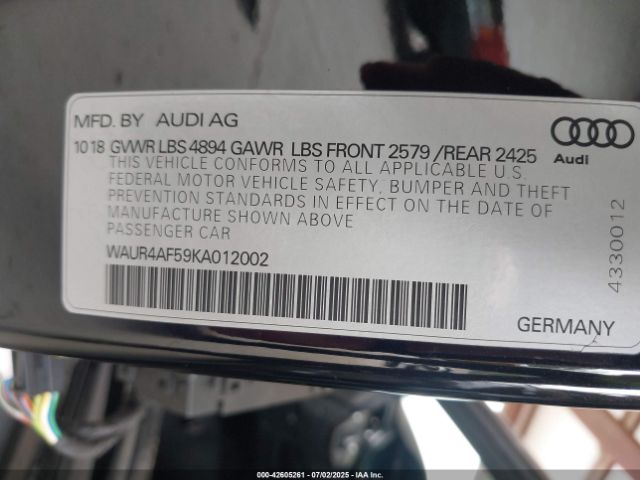 MFD. BY AUDI AG
1018 GVWR LBS 4894 GAWR LBS FRONT 2579 /REAR 2425
THIS VEHICLE CONFORMS TO ALL APPLICABLE U.S.
FEDERAL MOTOR VEHICLE SAFETY. BUMPER AND THEFT
PREVENTION STANDARDS IN EFFECT ON THE DATE OF
MANUFACTURE SHOWN ABOVE
PASSENGER CAR
WAUR4AF59KA012002
Audi
4330012
GERMANY
000-42605261 - 07/02/2025 - IAA Inc.